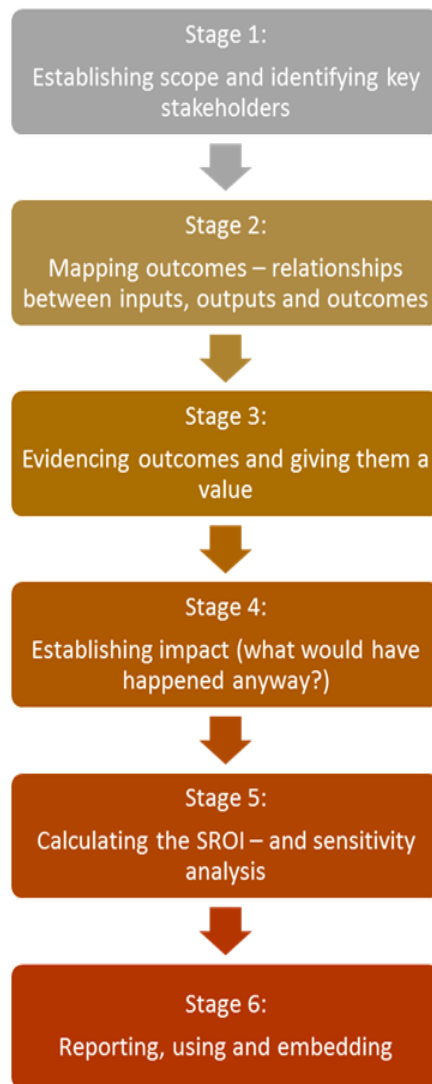 Stage 1:
Establishing scope and identifying key
stakeholders
Stage 2:
Mapping outcomes – relationships
between inputs, outputs and outcomes
Stage 3:
Evidencing outcomes and giving them a
value
Stage 4:
Establishing impact (what would have
happened anyway?)
Stage 5:
Calculating the SROI – and sensitivity
analysis
Stage 6:
Reporting, using and embedding